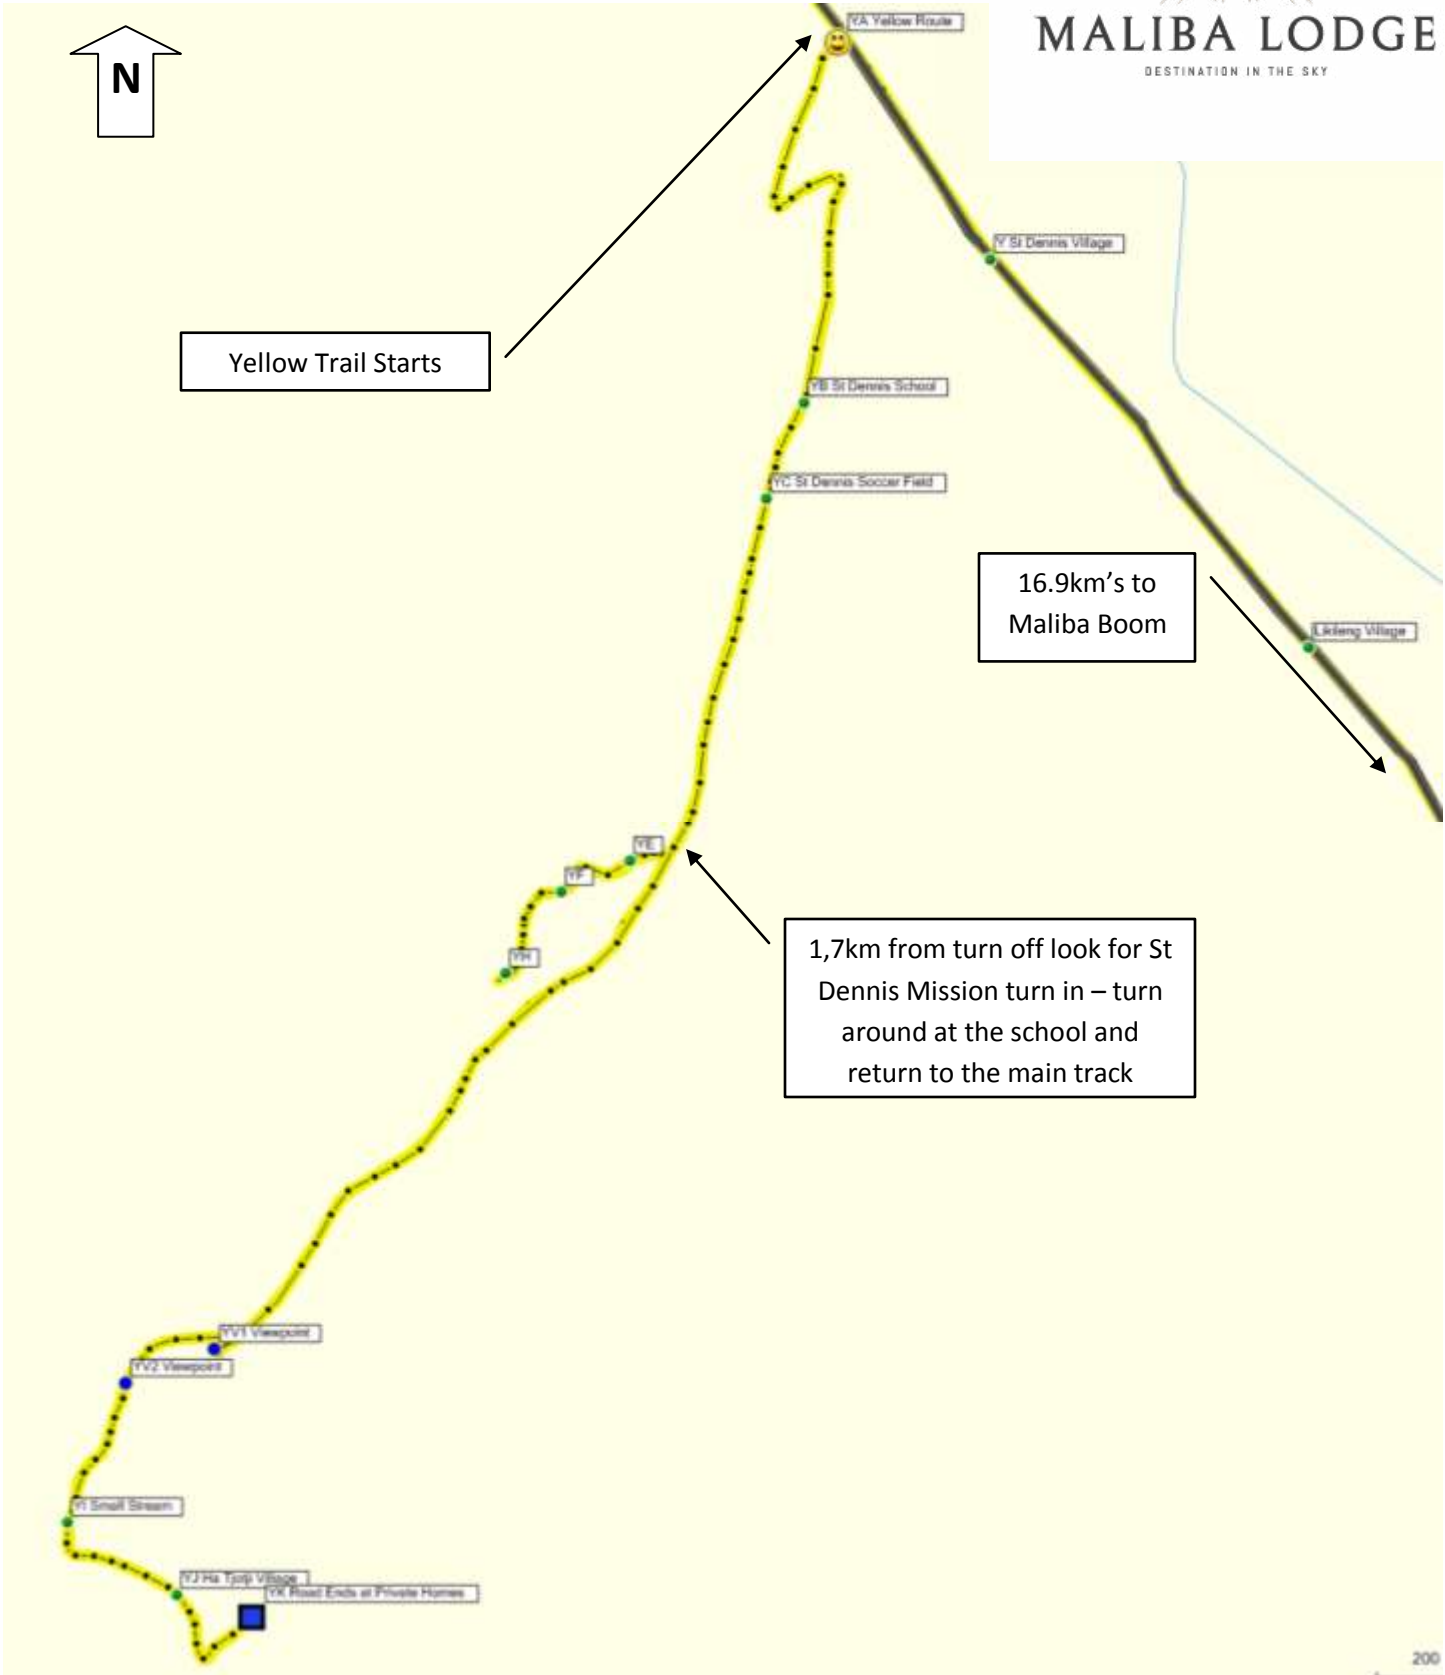 N
YA Yellow Route
MALIBA LODGE
DESTINATION IN THE SKY
Y St Dennis Village
Yellow Trail Starts
YB St Dennis School
YC St Dennis Soccer Field
16.9km's to
Maliba Boom
Likileng Village
YE
YF
YH
1,7km from turn off look for St
Dennis Mission turn in – turn
around at the school and
return to the main track
YV1 Viewpoint
YV2 Viewpoint
YI Small Stream
YJ Ha Village
YK Road Ends at Private Homes
200